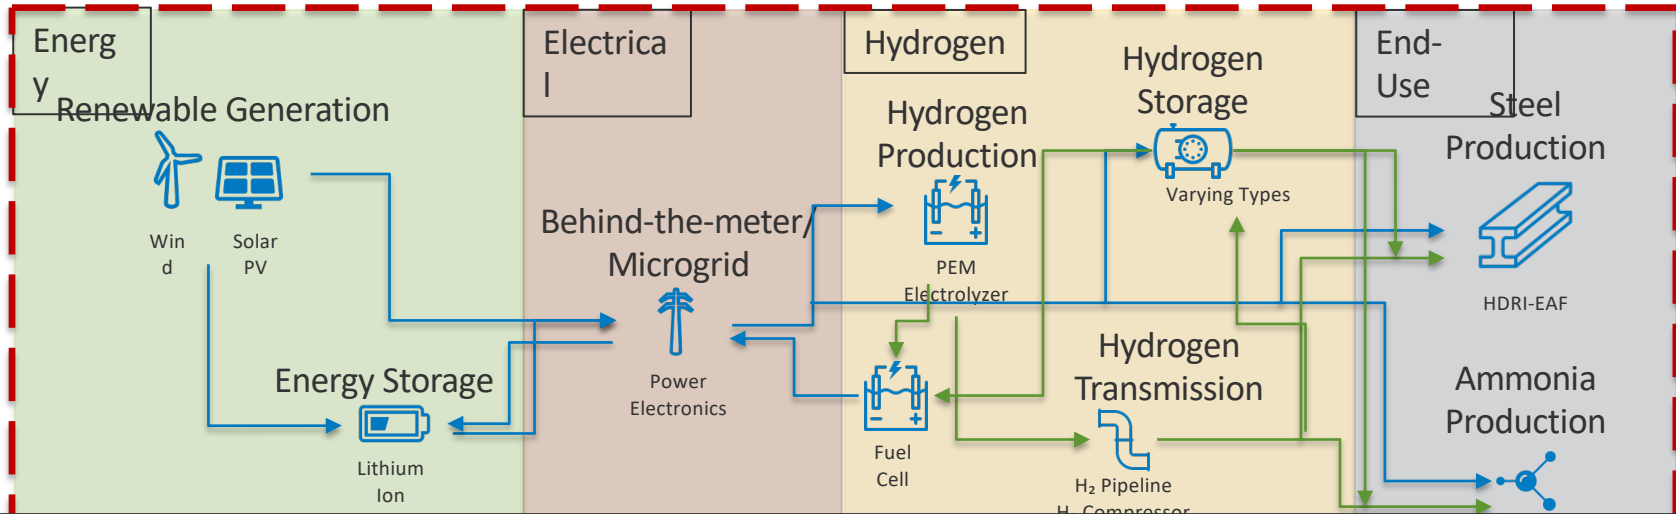 Energ
y
Electrica
l
Hydrogen
End-
Use
Renewable Generation
Win
d
Solar
PV
Energy Storage
Lithium
Ion
Behind-the-meter/
Microgrid
Power
Electronics
Hydrogen
Production
PEM
Electrolyzer
Fuel
Cell
Hydrogen
Storage
Varying Types
Hydrogen
Transmission
H₂ Pipeline
H₂ Compressor
Steel
Production
HDRI-EAF
Ammonia
Production